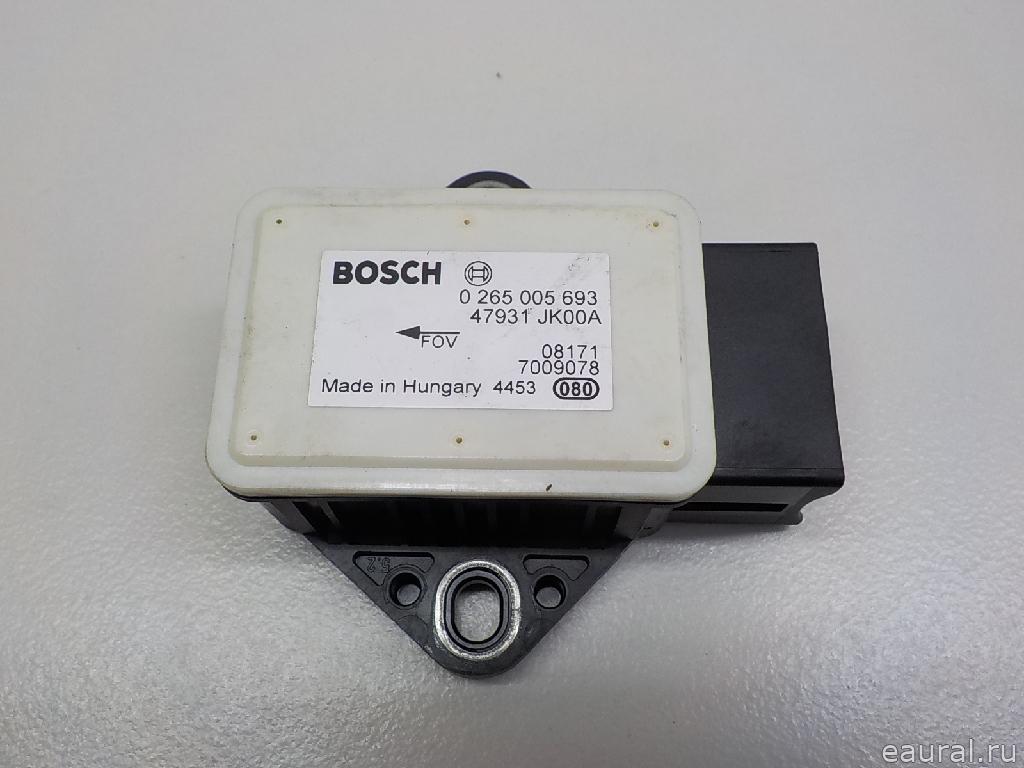 BOSCH
0 265 005 693
47931 JK00A
FOV
08171
7009078
Made in Hungary 4453 080
eaural.ru